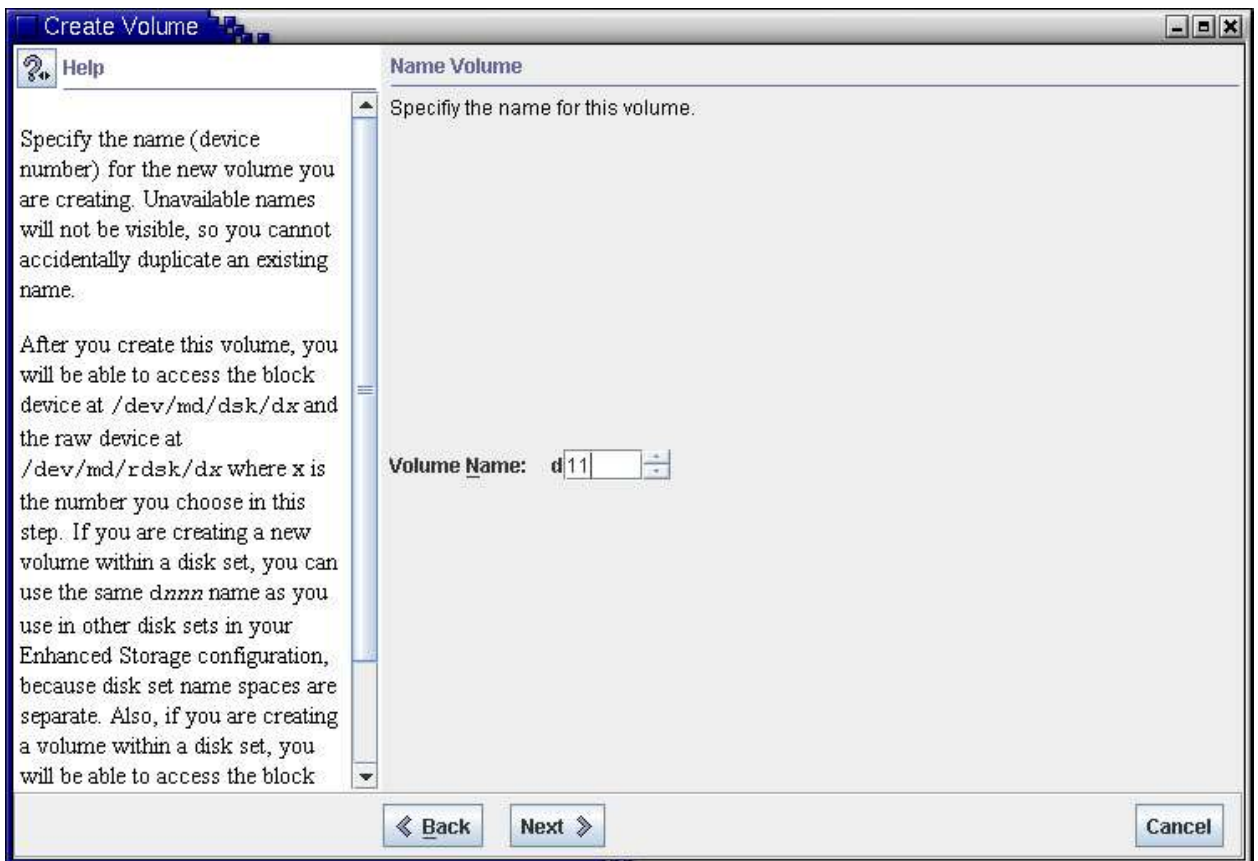 Create Volume
Help
Specify the name (device
number) for the new volume you
are creating. Unavailable names
will not be visible, so you cannot
accidentally duplicate an existing
name.
After you create this volume, you
will be able to access the block
device at /dev/md/dsk/dx and
the raw device at
/dev/md/rdsk/dx where x is
the number you choose in this
step. If you are creating a new
volume within a disk set, you can
use the same dnnn name as you
use in other disk sets in your
Enhanced Storage configuration,
because disk set name spaces are
separate. Also, if you are creating
a volume within a disk set, you
will be able to access the block
Name Volume
Specifiy the name for this volume.
Volume Name: d11
Back
Next
Cancel